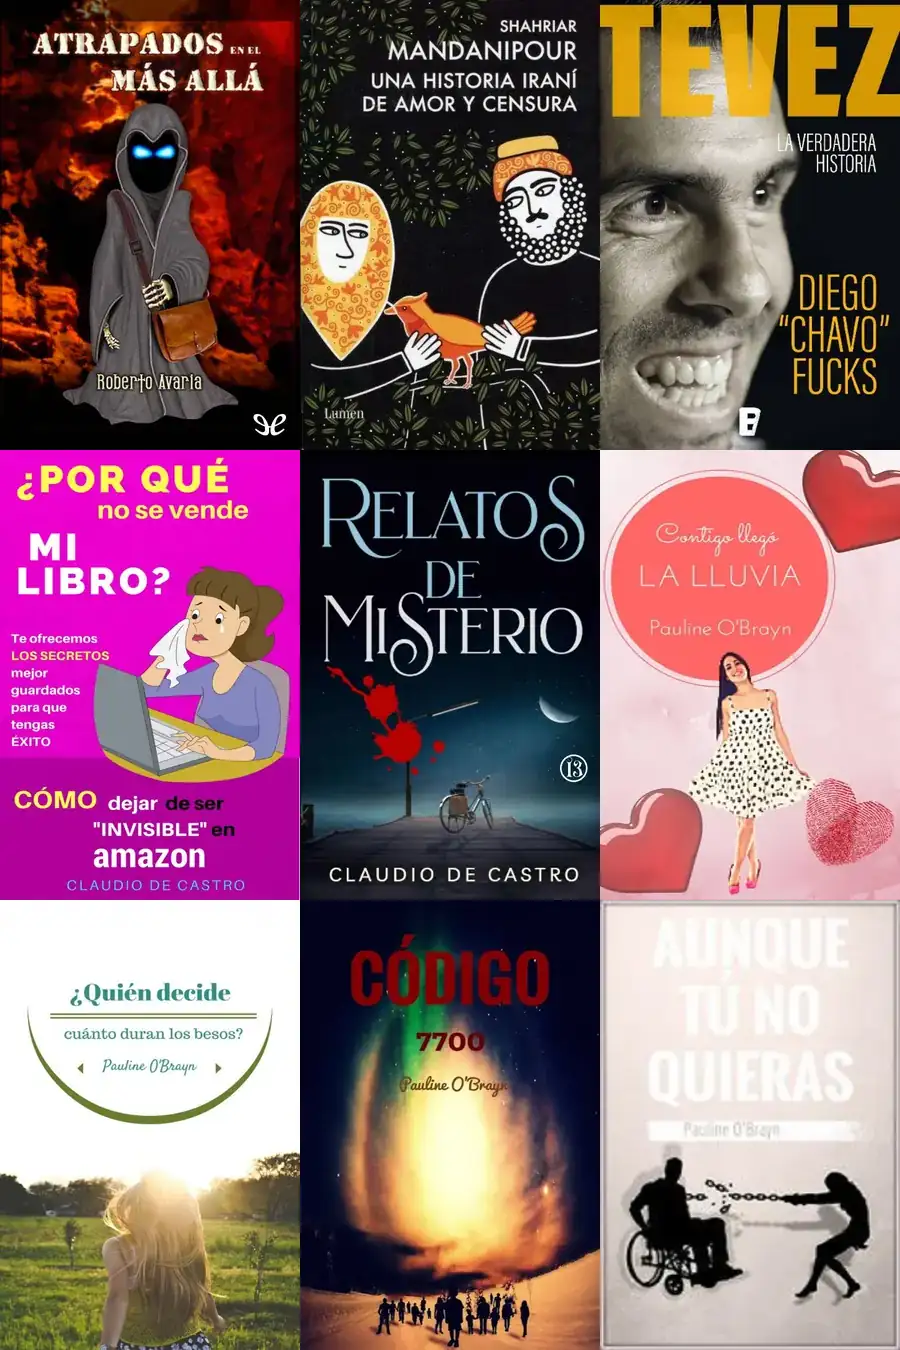 ATRAPADOS EN EL
MÁS ALLÁ
Roberto Avaria
SHAHRIAR
MANDANIPOUR
UNA HISTORIA IRANÍ
DE AMOR Y CENSURA
Lumen
TEVEZ
LA VERDADERA
HISTORIA
DIEGO
"CHAVO"
FUCKS
B
¿POR QUÉ
no se vende
MI
LIBRO?
Te ofrecemos
LOS SECRETOS
mejor
guardados
para que
tengas
ÉXITO
CÓMO dejar de ser
"INVISIBLE" en
amazon
CLAUDIO DE CASTRO
RELATOS
DE
MISTERIO
13
CLAUDIO DE CASTRO
Contigo llegó
LA LLUVIA
Pauline O'Brayn
¿Quién decide
cuánto duran los besos?
Pauline O'Brayn
CÓDIGO
7700
Pauline O'Brayn
AUNQUE
TÚ NO
QUIERAS
Pauline O'Brayn